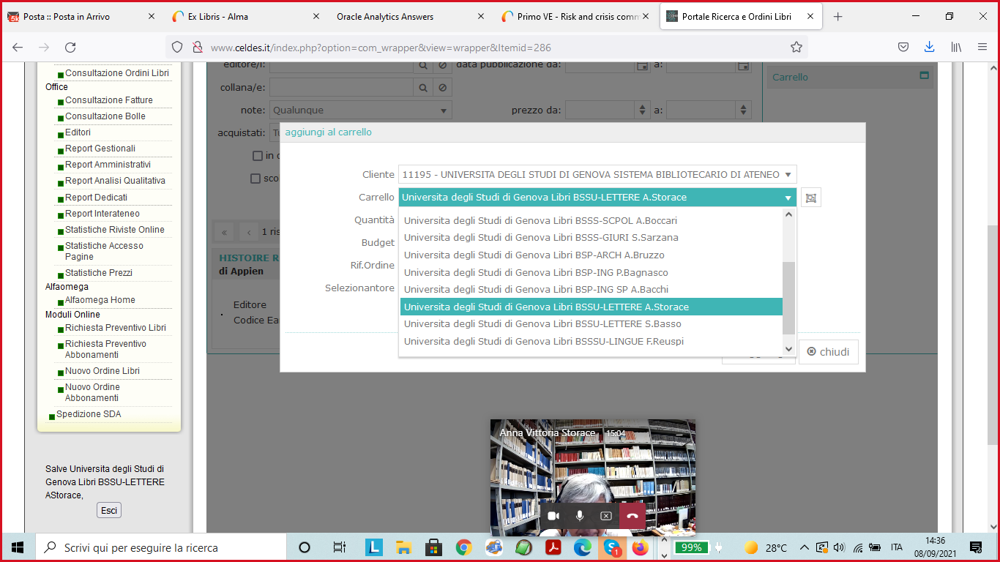 Posta :: Posta in Arrivo
Ex Libris - Alma
Oracle Analytics Answers
Primo VE - Risk and crisis comm
Portale Ricerca e Ordini Libri
www.celdes.it/index.php?option=com_wrapper&view=wrapper&Itemid=286
Consultazione Ordini Libri
Office
Consultazione Fatture
Consultazione Bolle
Editori
Report Gestionali
Report Amministrativi
Report Analisi Qualitativa
Report Dedicati
Report Interateneo
Statistiche Riviste Online
Statistiche Accesso
Pagine
Statistiche Prezzi
Alfaomega
Alfaomega Home
Moduli Online
Richiesta Preventivo Libri
Richiesta Preventivo
Abbonamenti
Nuovo Ordine Libri
Nuovo Ordine
Abbonamenti
Spedizione SDA
Salve Universita degli Studi di
Genova Libri BSSU-LETTERE
AStorace,
Esci
editore/i: data pubblicazione da: a:
collana/e:
note: Qualunque prezzo da: a:
acquistati:
Carrello
« ‹ 1 ris
HISTOIRE R
di Appien
Editore
Codice Ea
aggiungi al carrello
Cliente 11195 - UNIVERSITA DEGLI STUDI DI GENOVA SISTEMA BIBLIOTECARIO DI ATENEO
Carrello Universita degli Studi di Genova Libri BSSU-LETTERE A.Storace
Quantità
Budget
Rif.Ordine
Selezionantore
Universita degli Studi di Genova Libri BSSS-SCPOL A.Boccari
Universita degli Studi di Genova Libri BSSS-GIURI S.Sarzana
Universita degli Studi di Genova Libri BSP-ARCH A.Bruzzo
Universita degli Studi di Genova Libri BSP-ING P.Bagnasco
Universita degli Studi di Genova Libri BSP-ING SP A.Bacchi
Universita degli Studi di Genova Libri BSSU-LETTERE A.Storace
Universita degli Studi di Genova Libri BSSU-LETTERE S.Basso
Universita degli Studi di Genova Libri BSSSU-LINGUE F.Reuspi
chiudi
Anna Vittoria Storace 15:04
Scrivi qui per eseguire la ricerca
99%
28°C
ITA
14:36
08/09/2021